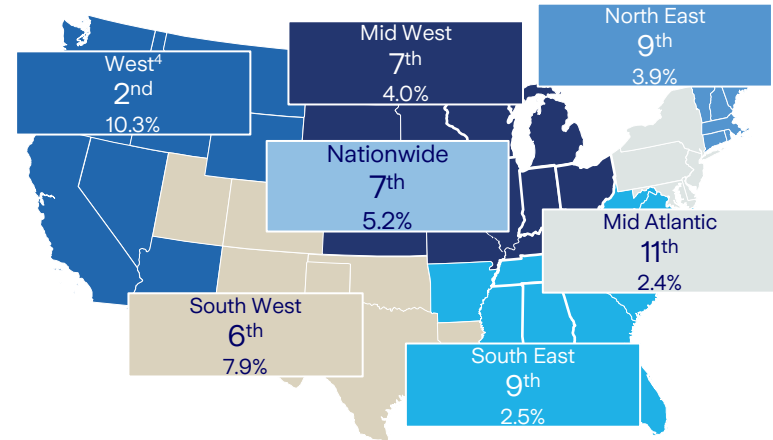 North East
9th
3.9%
Mid West
7th
4.0%
West4
2nd
10.3%
Nationwide
7th
5.2%
Mid Atlantic
11th
2.4%
South West
6th
7.9%
South East
9th
2.5%